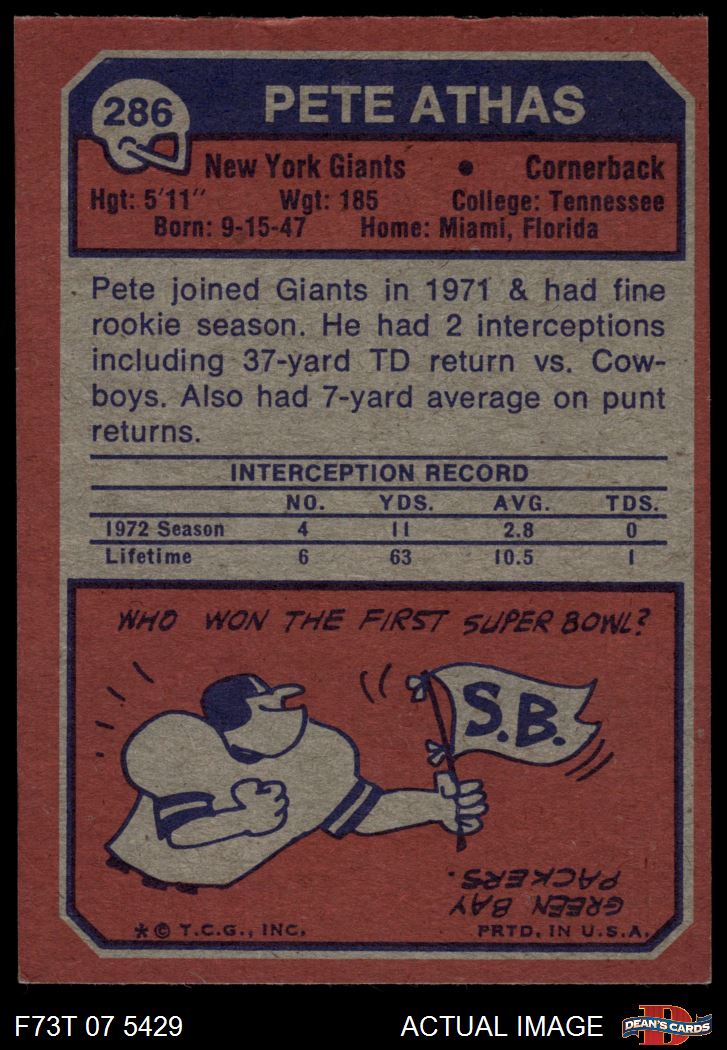 286
PETE ATHAS
New York Giants • Cornerback
Hgt: 5'11" Wgt: 185 College: Tennessee
Born: 9-15-47 Home: Miami, Florida
Pete joined Giants in 1971 & had fine
rookie season. He had 2 interceptions
including 37-yard TD return vs. Cow-
boys. Also had 7-yard average on punt
returns.
INTERCEPTION RECORD
NO. YDS. AVG. TDS.
1972 Season 4 11 2.8 0
Lifetime 6 63 10.5 1
WHO WON THE FIRST SUPER BOWL?
S.B.
GREEN BAY
PACKERS.
*© T.C.G., INC. PRTD. IN U.S.A.
F73T 07 5429 ACTUAL IMAGE
D
DEAN'S CARDS